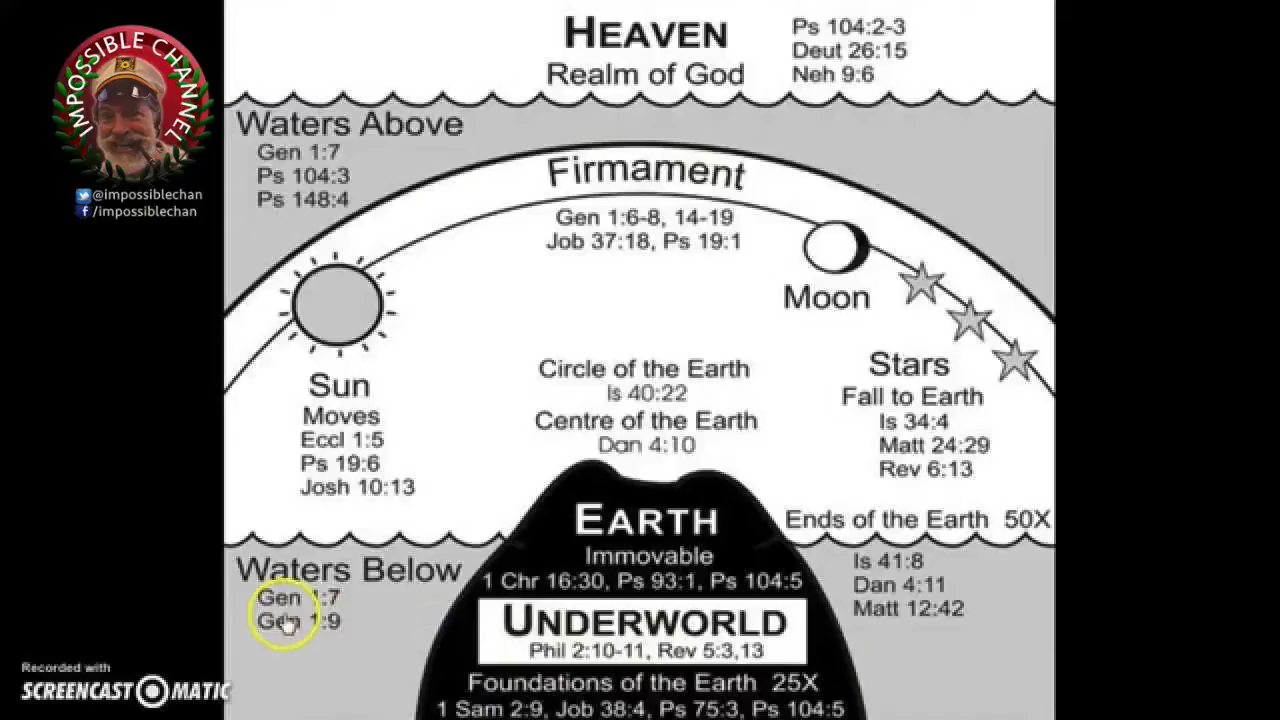 IMPOSSIBLE CHANNEL
@impossiblechan
/impossiblechan
HEAVEN
Realm of God
Ps 104:2-3
Deut 26:15
Neh 9:6
Waters Above
Gen 1:7
Ps 104:3
Ps 148:4
Firmament
Gen 1:6-8, 14-19
Job 37:18, Ps 19:1
Moon
Sun
Moves
Eccl 1:5
Ps 19:6
Josh 10:13
Circle of the Earth
Is 40:22
Centre of the Earth
Dan 4:10
Stars
Fall to Earth
Is 34:4
Matt 24:29
Rev 6:13
Ends of the Earth 50X
Is 41:8
Dan 4:11
Matt 12:42
Waters Below
Gen 1:7
Gen 1:9
EARTH
Immovable
1 Chr 16:30, Ps 93:1, Ps 104:5
UNDERWORLD
Phil 2:10-11, Rev 5:3,13
Foundations of the Earth 25X
1 Sam 2:9, Job 38:4, Ps 75:3, Ps 104:5
Recorded with
SCREENCAST MATIC